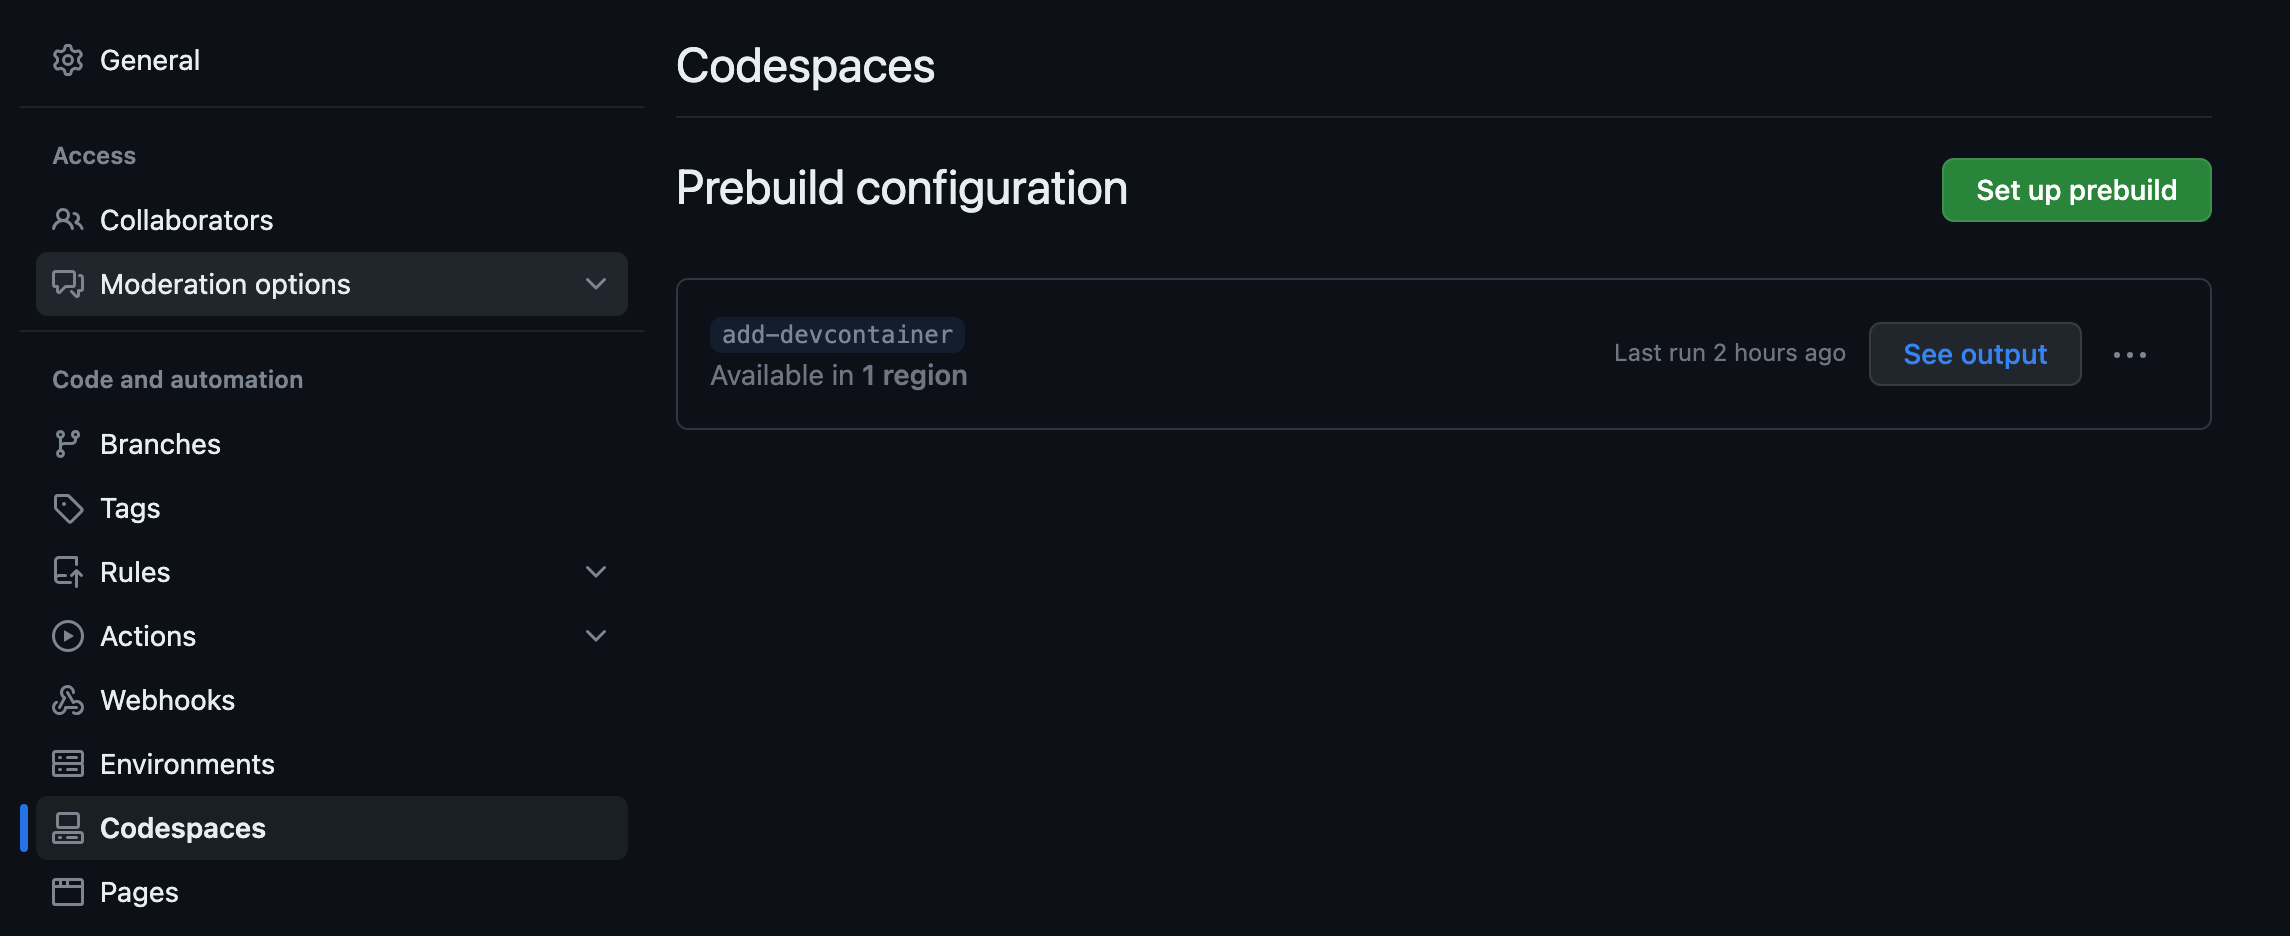 General
Access
Collaborators
Moderation options
Code and automation
Branches
Tags
Rules
Actions
Webhooks
Environments
Codespaces
Pages
Codespaces
Prebuild configuration
Set up prebuild
add-devcontainer
Available in 1 region
Last run 2 hours ago
See output